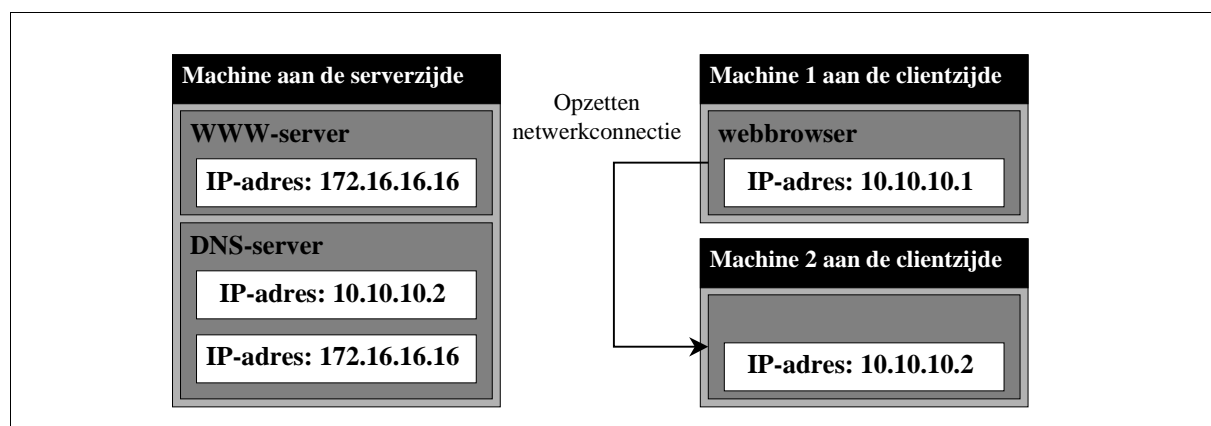 Machine aan de serverzijde
WWW-server
IP-adres: 172.16.16.16
DNS-server
IP-adres: 10.10.10.2
IP-adres: 172.16.16.16
Opzetten
netwerkconnectie
Machine 1 aan de clientzijde
webbrowser
IP-adres: 10.10.10.1
Machine 2 aan de clientzijde
IP-adres: 10.10.10.2